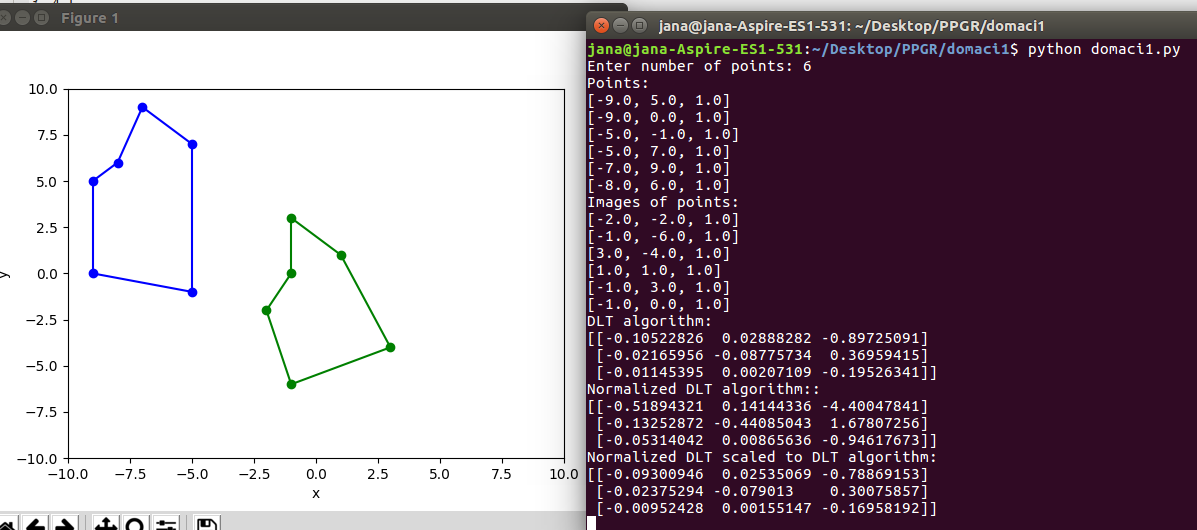 Figure 1
10.0
7.5
5.0
2.5
0.0
−2.5
−5.0
−7.5
−10.0
y
−10.0 −7.5 −5.0 −2.5 0.0 2.5 5.0 7.5 10.0
x
jana@jana-Aspire-ES1-531: ~/Desktop/PPGR/domaci1
jana@jana-Aspire-ES1-531:~/Desktop/PPGR/domaci1$ python domaci1.py
Enter number of points: 6
Points:
[-9.0, 5.0, 1.0]
[-9.0, 0.0, 1.0]
[-5.0, -1.0, 1.0]
[-5.0, 7.0, 1.0]
[-7.0, 9.0, 1.0]
[-8.0, 6.0, 1.0]
Images of points:
[-2.0, -2.0, 1.0]
[-1.0, -6.0, 1.0]
[3.0, -4.0, 1.0]
[1.0, 1.0, 1.0]
[-1.0, 3.0, 1.0]
[-1.0, 0.0, 1.0]
DLT algorithm:
[[-0.10522826  0.02888282 -0.89725091]
 [-0.02165956 -0.08775734  0.36959415]
 [-0.01145395  0.00207109 -0.19526341]]
Normalized DLT algorithm::
[[-0.51894321  0.14144336 -4.40047841]
 [-0.13252872 -0.44085043  1.67807256]
 [-0.05314042  0.00865636 -0.94617673]]
Normalized DLT scaled to DLT algorithm:
[[-0.09300946  0.02535069 -0.78869153]
 [-0.02375294 -0.079013    0.30075857]
 [-0.00952428  0.00155147 -0.16958192]]